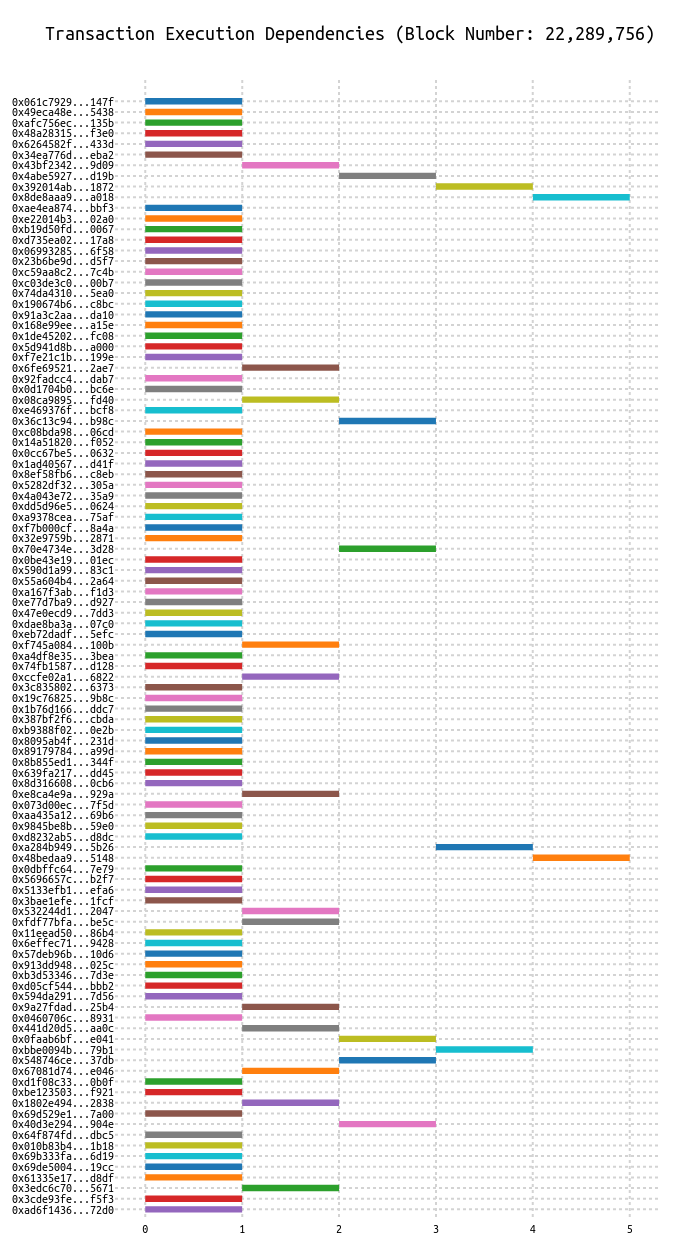 Transaction Execution Dependencies (Block Number: 22,289,756)
0x061c7929...147f
0x49eca48e...5438
0xafc756ec...135b
0x48a28315...f3e0
0x6264582f...433d
0x34ea776d...eba2
0x43bf2342...9d09
0x4abe5927...d19b
0x392014ab...1872
0x8de8aaa9...a018
0xae4ea874...bbf3
0xe22014b3...02a0
0xb19d50fd...0067
0xd735ea02...17a8
0x06993285...6f58
0x23b6be9d...d5f7
0xc59aa8c2...7c4b
0xc03de3c0...00b7
0x74da4310...5ea0
0x190674b6...c8bc
0x91a3c2aa...da10
0x168e99ee...a15e
0x1de45202...fc08
0x5d941d8b...a000
0xf7e21c1b...199e
0x6fe69521...2ae7
0x92fadcc4...dab7
0x0d1704b0...bc6e
0x08ca9895...fd40
0xe469376f...bcf8
0x36c13c94...b98c
0xc08bda98...06cd
0x14a51820...f052
0x0cc67be5...0632
0x1ad40567...d41f
0x8ef58fb6...c8eb
0x5282df32...305a
0x4a043e72...35a9
0xdd5d96e5...0624
0xa9378cea...75af
0xf7b000cf...8a4a
0x32e9759b...2871
0x70e4734e...3d28
0x0be43e19...01ec
0x590d1a99...83c1
0x55a604b4...2a64
0xa167f3ab...f1d3
0xe77d7ba9...d927
0x47e0ecd9...7dd3
0xdae8ba3a...07c0
0xeb72dadf...5efc
0xf745a084...100b
0xa4df8e35...3bea
0x74fb1587...d128
0xccfe02a1...6822
0x3c835802...6373
0x19c76825...9b8c
0x1b76d166...ddc7
0x387bf2f6...cbda
0xb9388f02...0e2b
0x8095ab4f...231d
0x89179784...a99d
0x8b855ed1...344f
0x639fa217...dd45
0x8d316608...0cb6
0xe8ca4e9a...929a
0x073d00ec...7f5d
0xaa435a12...69b6
0x9845be8b...59e0
0xd8232ab5...d8dc
0xa284b949...5b26
0x48bedaa9...5148
0x0dbffc64...7e79
0x5696657c...b2f7
0x5133efb1...efa6
0x3bae1efe...1fcf
0x532244d1...2047
0xfdf77bfa...be5c
0x11eead50...86b4
0x6effec71...9428
0x57deb96b...10d6
0x913dd948...025c
0xb3d53346...7d3e
0xd05cf544...bbb2
0x594da291...7d56
0x9a27fdad...25b4
0x0460706c...8931
0x441d20d5...aa0c
0x0faab6bf...e041
0xbbe0094b...79b1
0x548746ce...37db
0x67081d74...e046
0xd1f08c33...0b0f
0xbe123503...f921
0x1802e494...2838
0x69d529e1...7a00
0x40d3e294...904e
0x64f874fd...dbc5
0x010b83b4...1b18
0x69b333fa...6d19
0x69de5004...19cc
0x61335e17...d8df
0x3edc6c70...5671
0x3cde93fe...f5f3
0xad6f1436...72d0
0 1 2 3 4 5